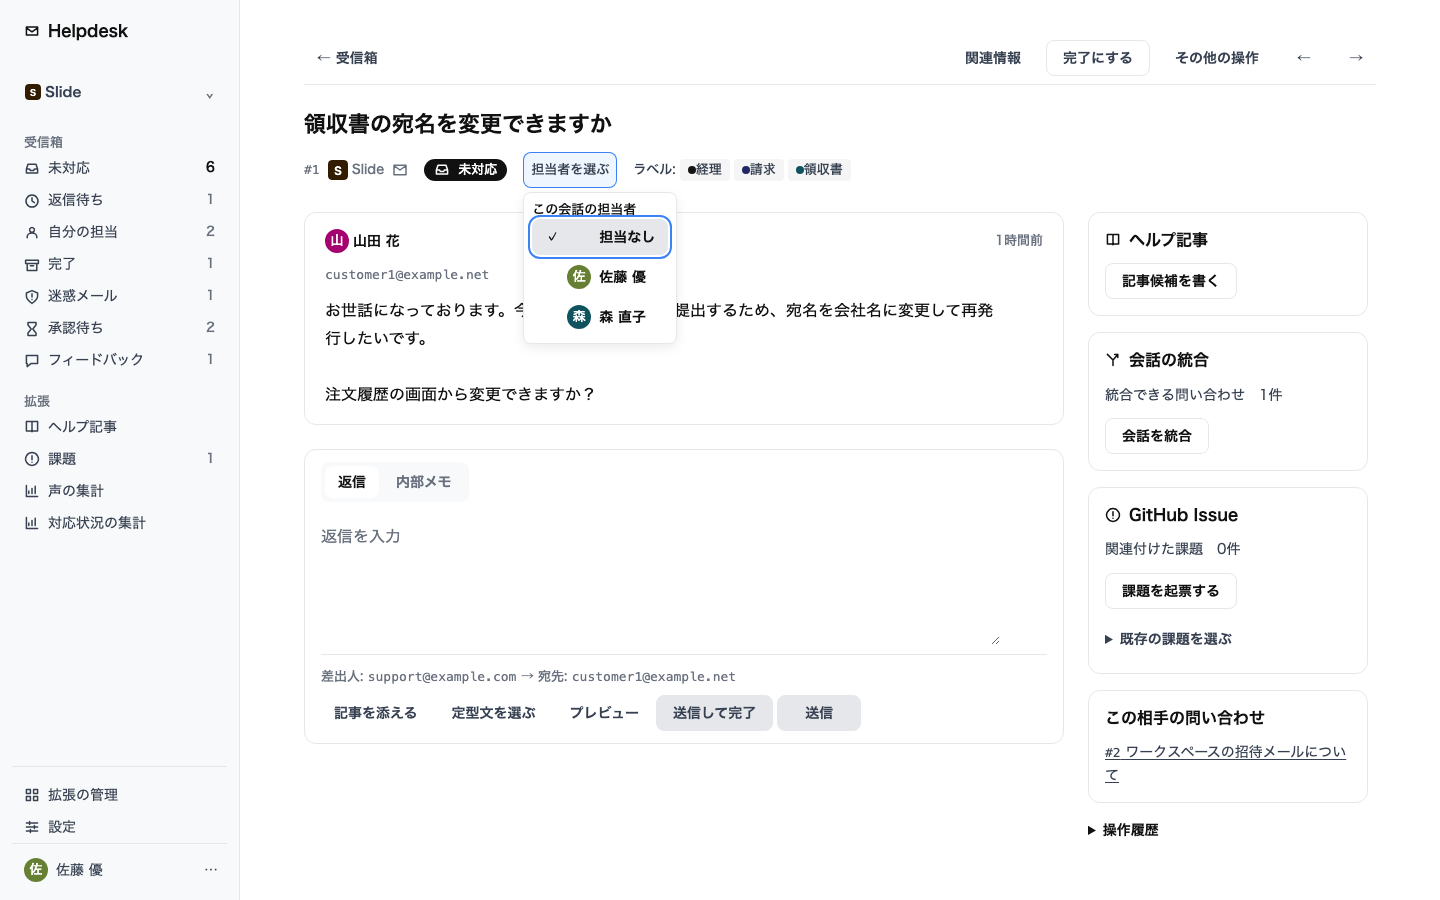 Helpdesk
S Slide
受信箱
未対応 6
返信待ち 1
自分の担当 2
完了 1
迷惑メール 1
承認待ち 2
フィードバック 1
拡張
ヘルプ記事
課題 1
声の集計
対応状況の集計
拡張の管理
設定
佐 佐藤 優 …
← 受信箱 関連情報 完了にする その他の操作 ← →
領収書の宛名を変更できますか
#1 S Slide 未対応 担当者を選ぶ ラベル: 経理 請求 領収書
この会話の担当者
✓ 担当なし
佐 佐藤 優
森 森 直子
山 山田 花 1時間前
customer1@example.net
お世話になっております。 提出するため、宛名を会社名に変更して再発
行したいです。
注文履歴の画面から変更できますか？
返信 内部メモ
返信を入力
差出人: support@example.com → 宛先: customer1@example.net
記事を添える 定型文を選ぶ プレビュー 送信して完了 送信
ヘルプ記事
記事候補を書く
会話の統合
統合できる問い合わせ 1件
会話を統合
GitHub Issue
関連付けた課題 0件
課題を起票する
▶ 既存の課題を選ぶ
この相手の問い合わせ
#2 ワークスペースの招待メールについ
て
▶ 操作履歴